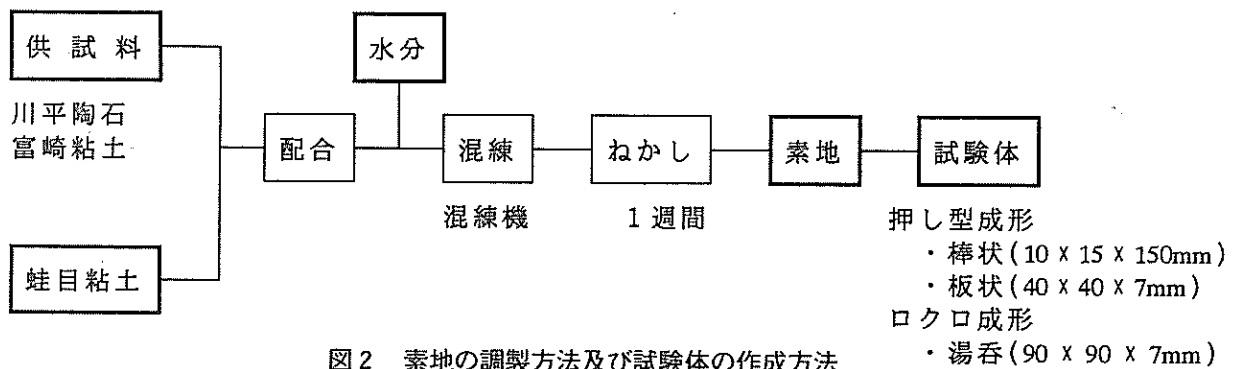 供試料
水分
川平陶石
富崎粘土
配合
混練
ねかし
素地
試験体
混練機
1週間
蛙目粘土
押し型成形
・棒状(10 x 15 x 150mm)
・板状(40 x 40 x 7mm)
ロクロ成形
・湯呑(90 x 90 x 7mm)
図2 素地の調製方法及び試験体の作成方法